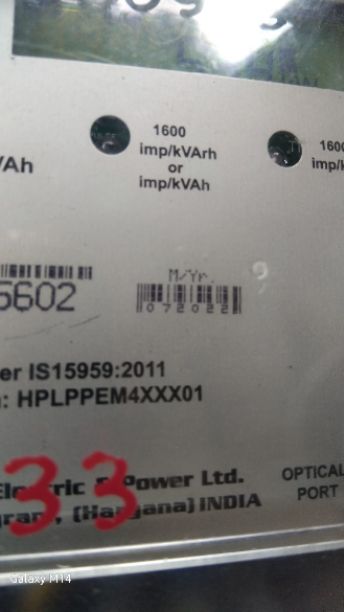 1600
imp/kVArh
or
imp/kVAh
1600
VAh
M/Yr.
5602
072022
er IS15959:2011
: HPLPPEM4XXX01
33
Power Ltd.
OPTICAL
PORT
INDIA
Galaxy M14